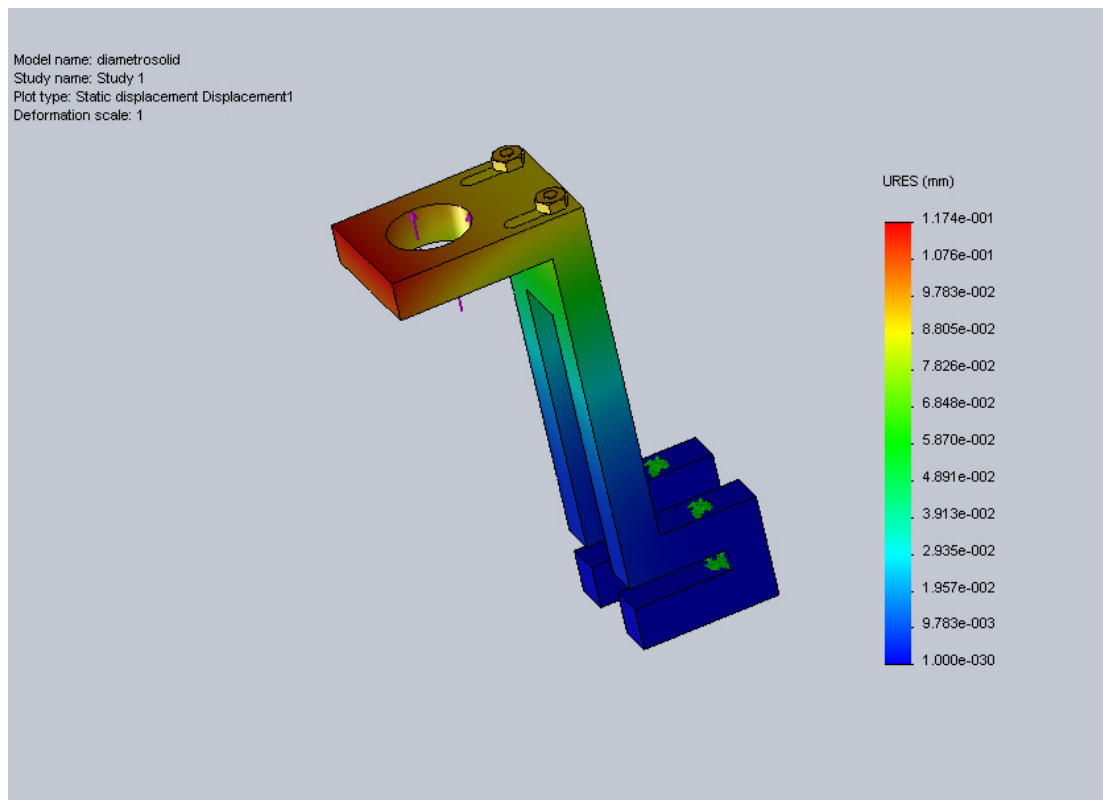 Model name: diametrosolid
Study name: Study 1
Plot type: Static displacement Displacement1
Deformation scale: 1
URES (mm)
1.174e-001
1.076e-001
9.783e-002
8.805e-002
7.826e-002
6.848e-002
5.870e-002
4.891e-002
3.913e-002
2.935e-002
1.957e-002
9.783e-003
1.000e-030